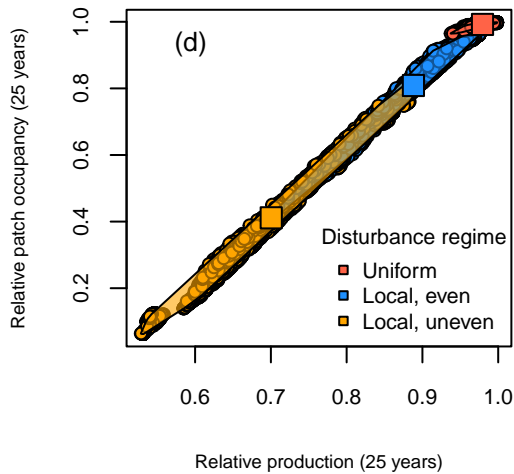 (d)
Relative patch occupancy (25 years)
1.0
0.8
0.6
0.4
0.2
Disturbance regime
Uniform
Local, even
Local, uneven
0.6 0.7 0.8 0.9 1.0
Relative production (25 years)